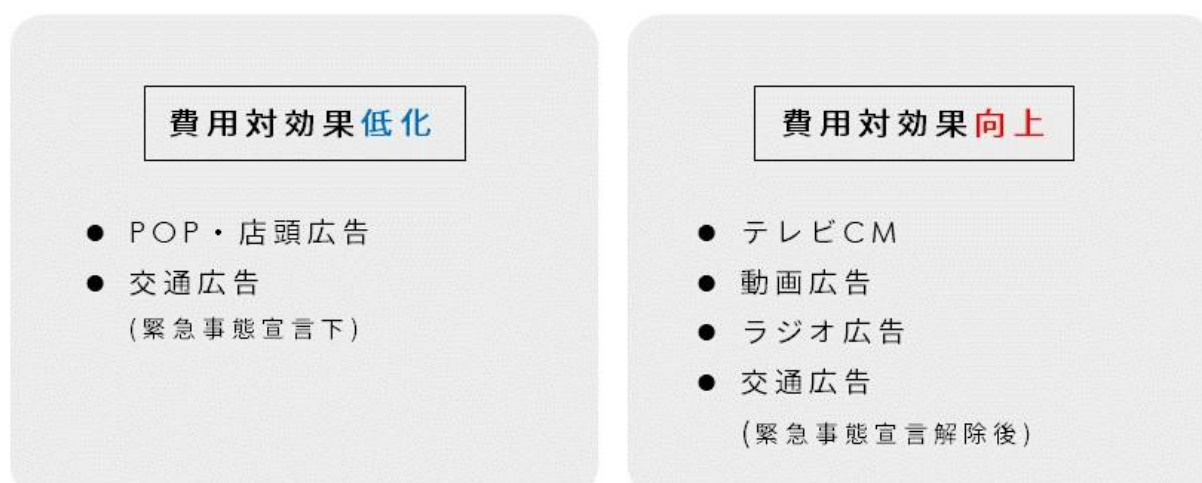 費用対効果低化
● POP・店頭広告
● 交通広告
(緊急事態宣言下)
費用対効果向上
● テレビCM
● 動画広告
● ラジオ広告
● 交通広告
(緊急事態宣言解除後)